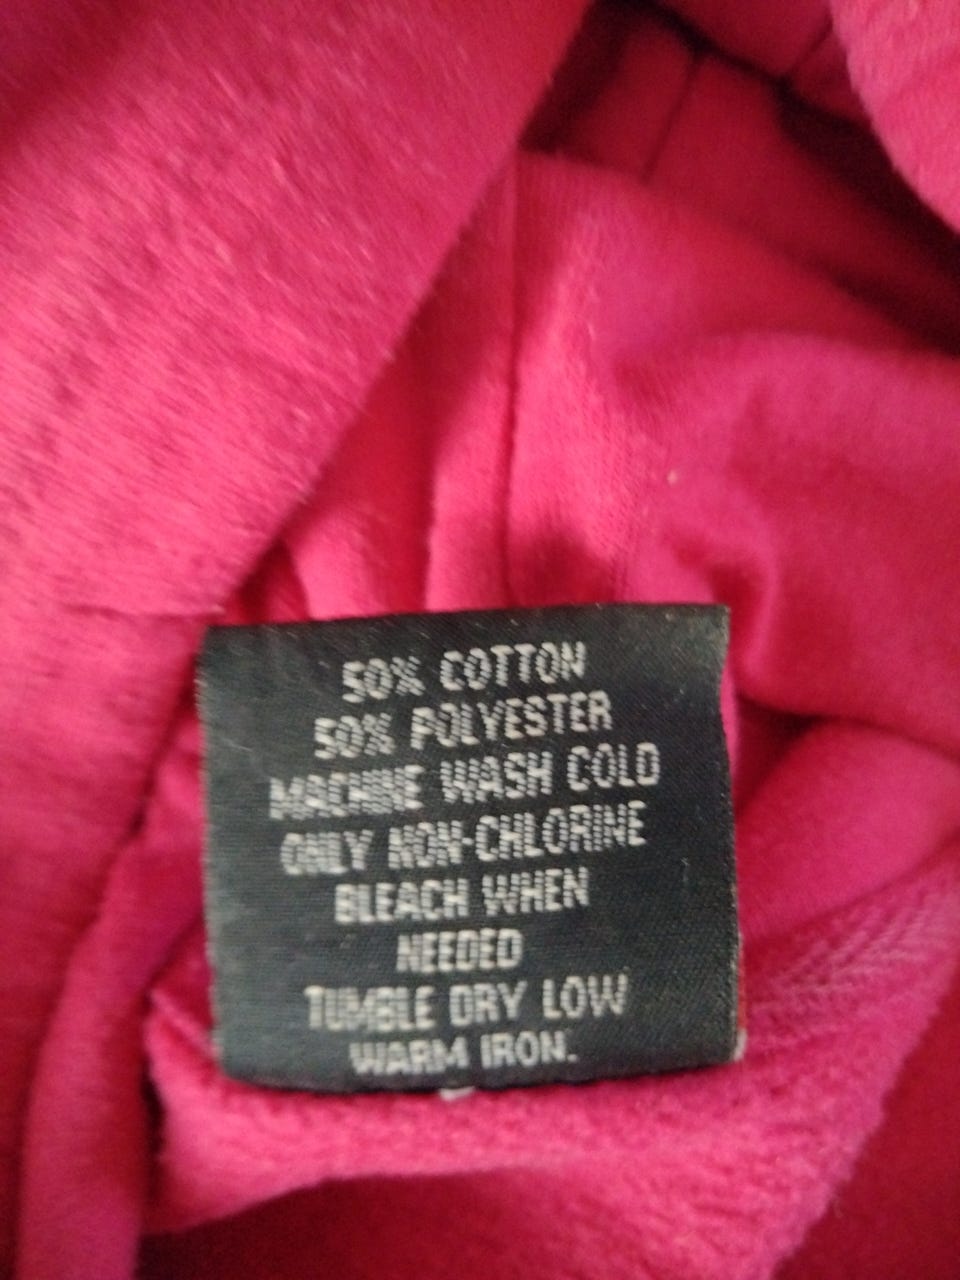 50% COTTON
50% POLYESTER
MACHINE WASH COLD
ONLY NON-CHLORINE
BLEACH WHEN
NEEDED
TUMBLE DRY LOW
WARM IRON.